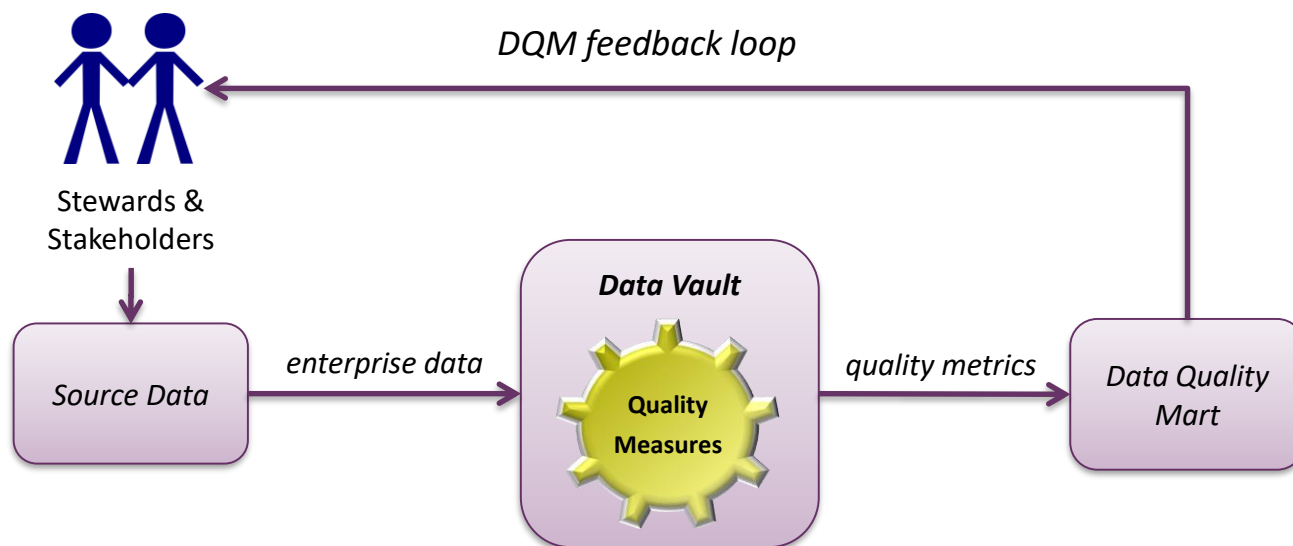 DQM feedback loop
Stewards &
Stakeholders
Source Data
enterprise data
Data Vault
Quality
Measures
quality metrics
Data Quality
Mart